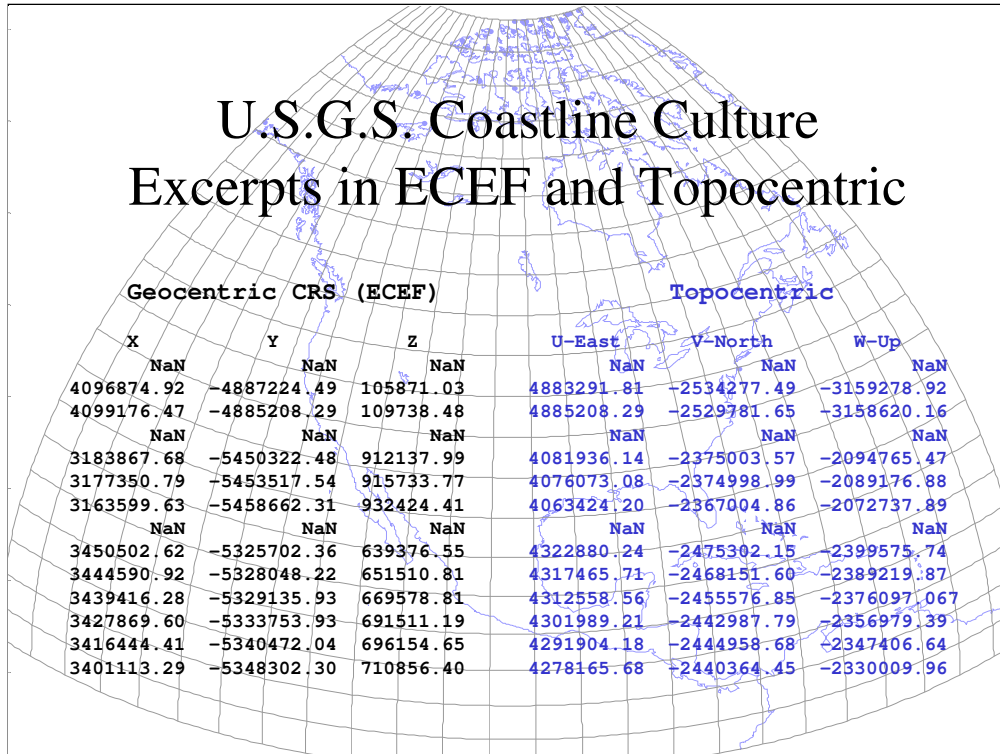 U.S.G.S. Coastline Culture
Excerpts in ECEF and Topocentric
Geocentric CRS (ECEF) Topocentric
X Y Z U-East V-North W-Up
NaN NaN NaN NaN NaN NaN
4096874.92 -4887224.49 105871.03 4883291.81 -2534277.49 -3159278.92
4099176.47 -4885208.29 109738.48 4885208.29 -2529781.65 -3158620.16
NaN NaN NaN NaN NaN NaN
3183867.68 -5450322.48 912137.99 4081936.14 -2375003.57 -2094765.47
3177350.79 -5453517.54 915733.77 4076073.08 -2374998.99 -2089176.88
3163599.63 -5458662.31 932424.41 4063424.20 -2367004.86 -2072737.89
NaN NaN NaN NaN NaN NaN
3450502.62 -5325702.36 639376.55 4322880.24 -2475302.15 -2399575.74
3444590.92 -5328048.22 651510.81 4317465.71 -2468151.60 -2389219.87
3439416.28 -5329135.93 669578.81 4312558.56 -2455576.85 -2376097.067
3427869.60 -5333753.93 691511.19 4301989.21 -2442987.79 -2356979.39
3416444.41 -5340472.04 696154.65 4291904.18 -2444958.68 -2347406.64
3401113.29 -5348302.30 710856.40 4278165.68 -2440364.45 -2330009.96